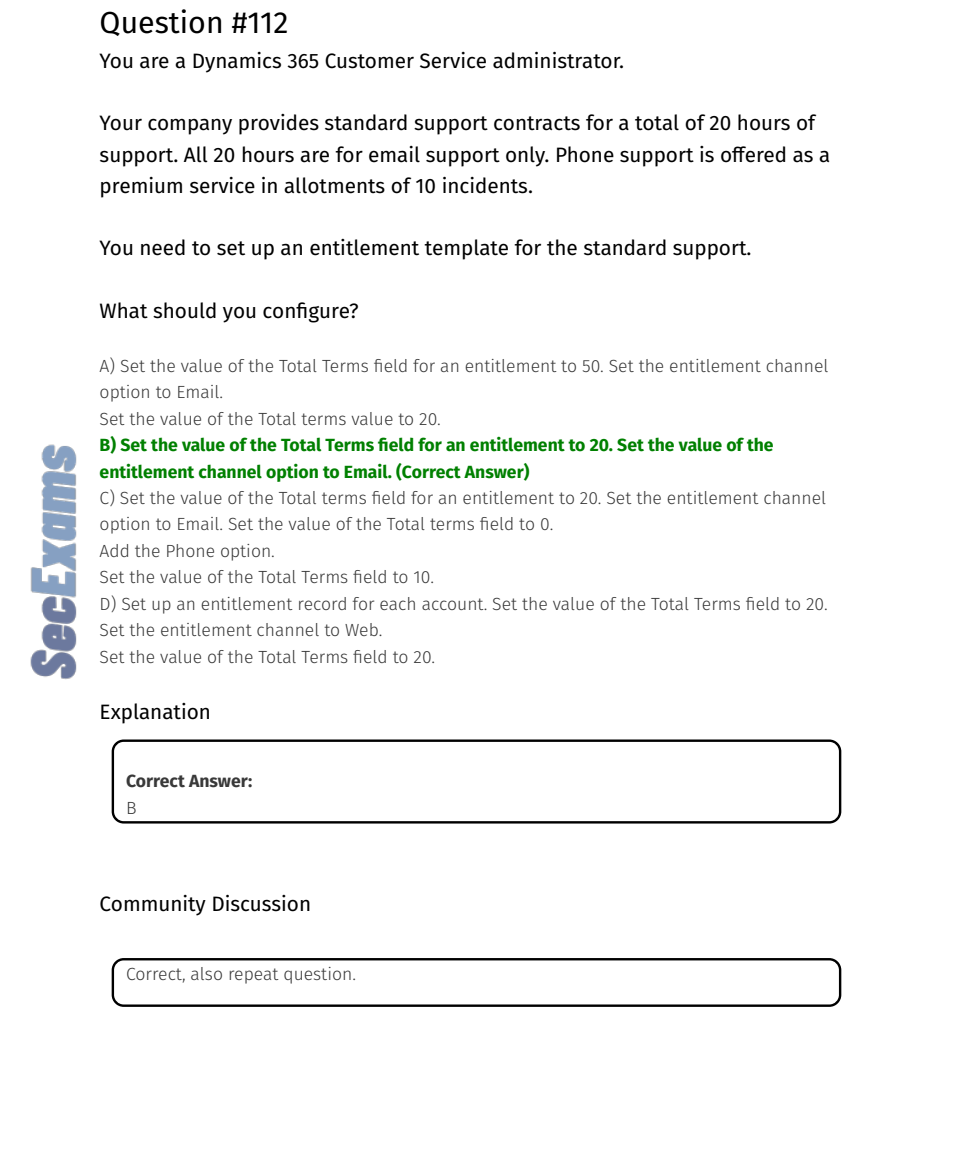 Question #112
You are a Dynamics 365 Customer Service administrator.
Your company provides standard support contracts for a total of 20 hours of
support. All 20 hours are for email support only. Phone support is offered as a
premium service in allotments of 10 incidents.
You need to set up an entitlement template for the standard support.
What should you configure?
A) Set the value of the Total Terms field for an entitlement to 50. Set the entitlement channel
option to Email.
Set the value of the Total terms value to 20.
B) Set the value of the Total Terms field for an entitlement to 20. Set the value of the
entitlement channel option to Email. (Correct Answer)
C) Set the value of the Total terms field for an entitlement to 20. Set the entitlement channel
option to Email. Set the value of the Total terms field to 0.
Add the Phone option.
Set the value of the Total Terms field to 10.
D) Set up an entitlement record for each account. Set the value of the Total Terms field to 20.
Set the entitlement channel to Web.
Set the value of the Total Terms field to 20.
SecExams
Explanation
Correct Answer:
B
Community Discussion
Correct, also repeat question.